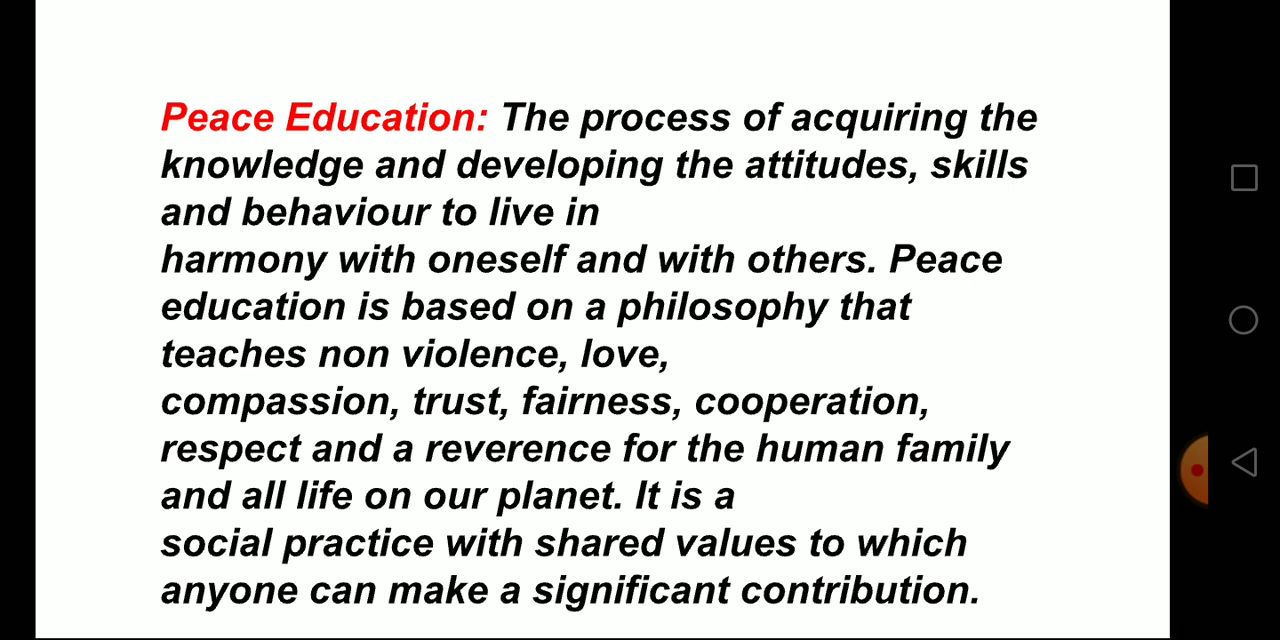 Peace Education: The process of acquiring the
knowledge and developing the attitudes, skills
and behaviour to live in
harmony with oneself and with others. Peace
education is based on a philosophy that
teaches non violence, love,
compassion, trust, fairness, cooperation,
respect and a reverence for the human family
and all life on our planet. It is a
social practice with shared values to which
anyone can make a significant contribution.